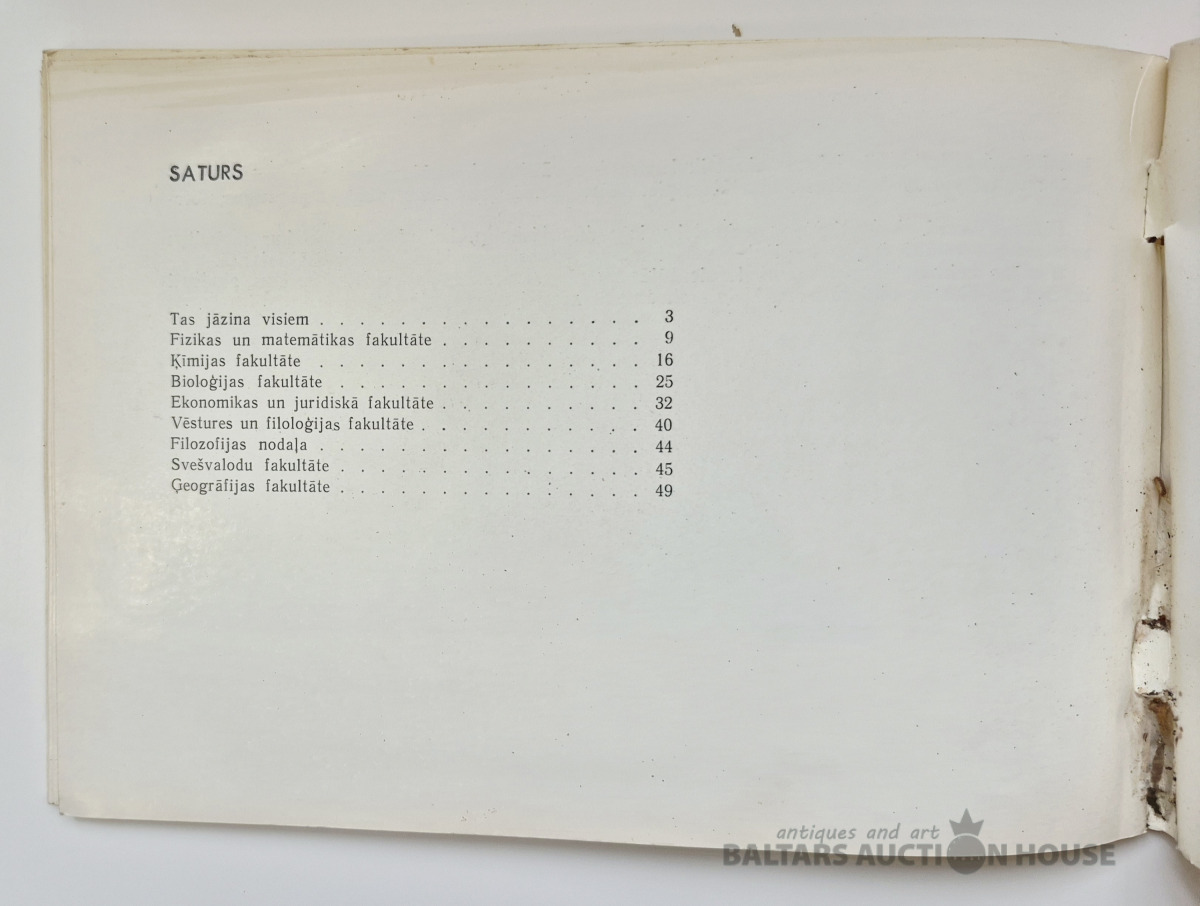 SATURS
Tas jāzina visiem . . . . . . . . . . . . . . . . 3
Fizikas un matemātikas fakultāte . . . . . . . . . . 9
Ķīmijas fakultāte . . . . . . . . . . . . . . . . 16
Bioloģijas fakultāte . . . . . . . . . . . . . . . 25
Ekonomikas un juridiskā fakultāte . . . . . . . . . . 32
Vēstures un filoloģijas fakultāte . . . . . . . . . . . 40
Filozofijas nodaļa . . . . . . . . . . . . . . . . 44
Svešvalodu fakultāte . . . . . . . . . . . . . . . 45
Ģeogrāfijas fakultāte . . . . . . . . . . . . . . . 49
antiques and art
BALTARS AUCTION HOUSE